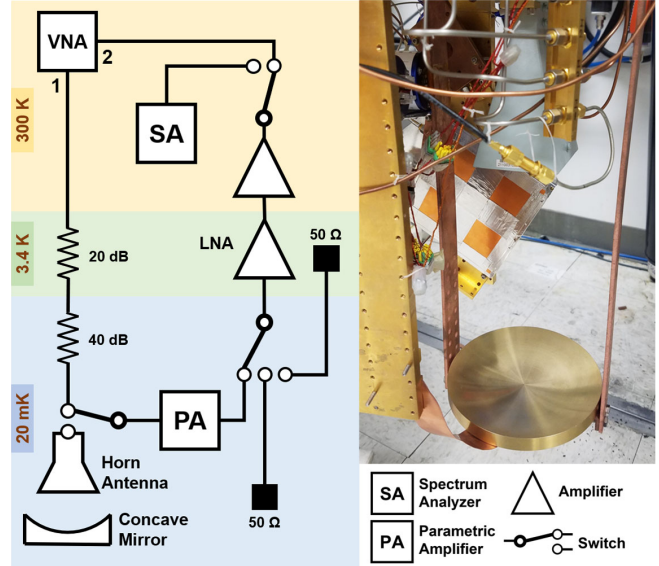 VNA
2
1
SA
300 K
LNA
50 Ω
3.4 K
20 dB
40 dB
20 mK
PA
Horn
Antenna
50 Ω
Concave
Mirror
SA
Spectrum
Analyzer
Amplifier
PA
Parametric
Amplifier
Switch